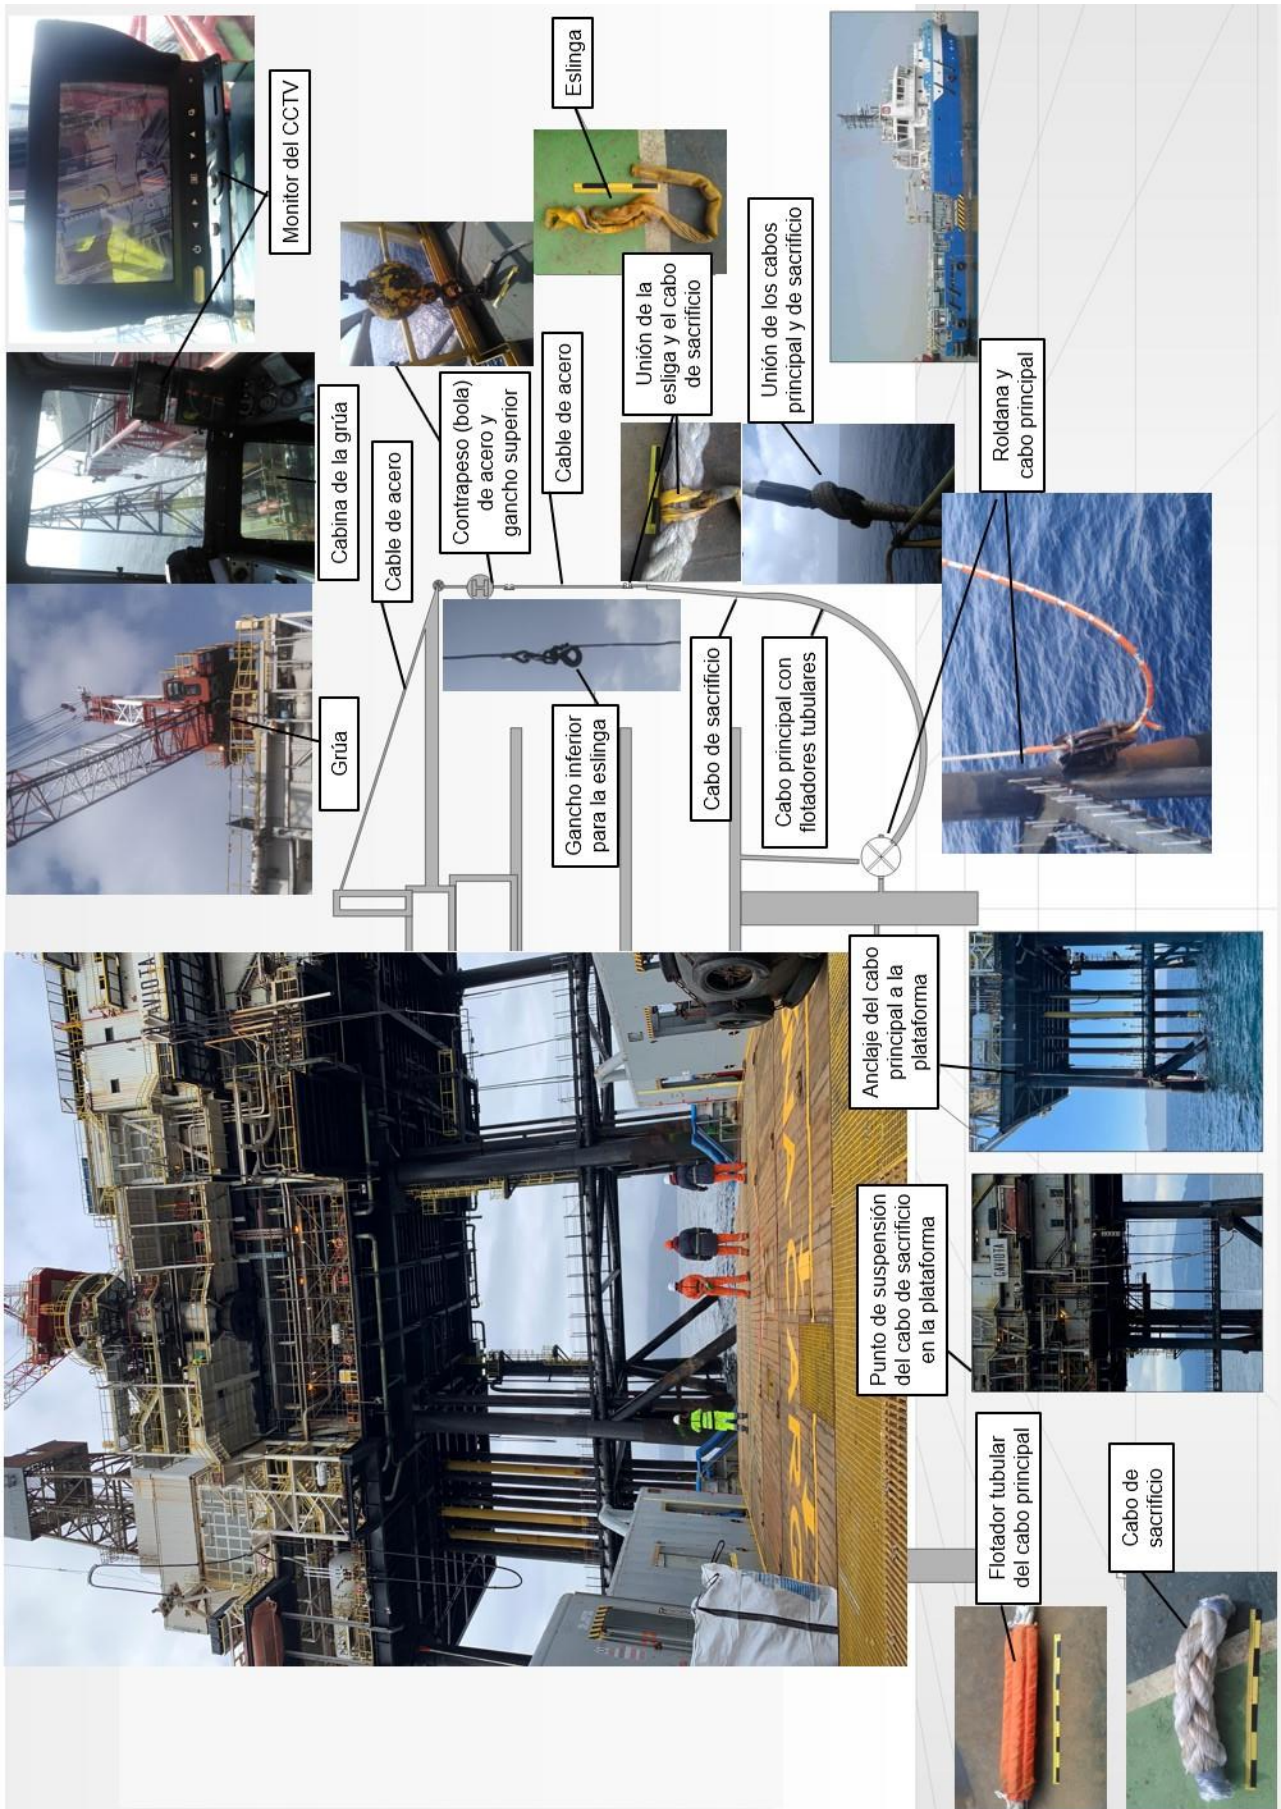 Monitor del CCTV
Grúa
Cabina de la grúa
Cable de acero
Contrapeso (bola)
de acero y
gancho superior
Cable de acero
Eslinga
Gancho inferior
para la eslinga
Unión de la
esliga y el cabo
de sacrificio
Cabo de sacrificio
Unión de los cabos
principal y de sacrificio
Cabo principal con
flotadores tubulares
Anclaje del cabo
principal a la
plataforma
Punto de suspensión
del cabo de sacrificio
en la plataforma
GAVIOTA
Flotador tubular
del cabo principal
Roldana y
cabo principal
Cabo de
sacrificio